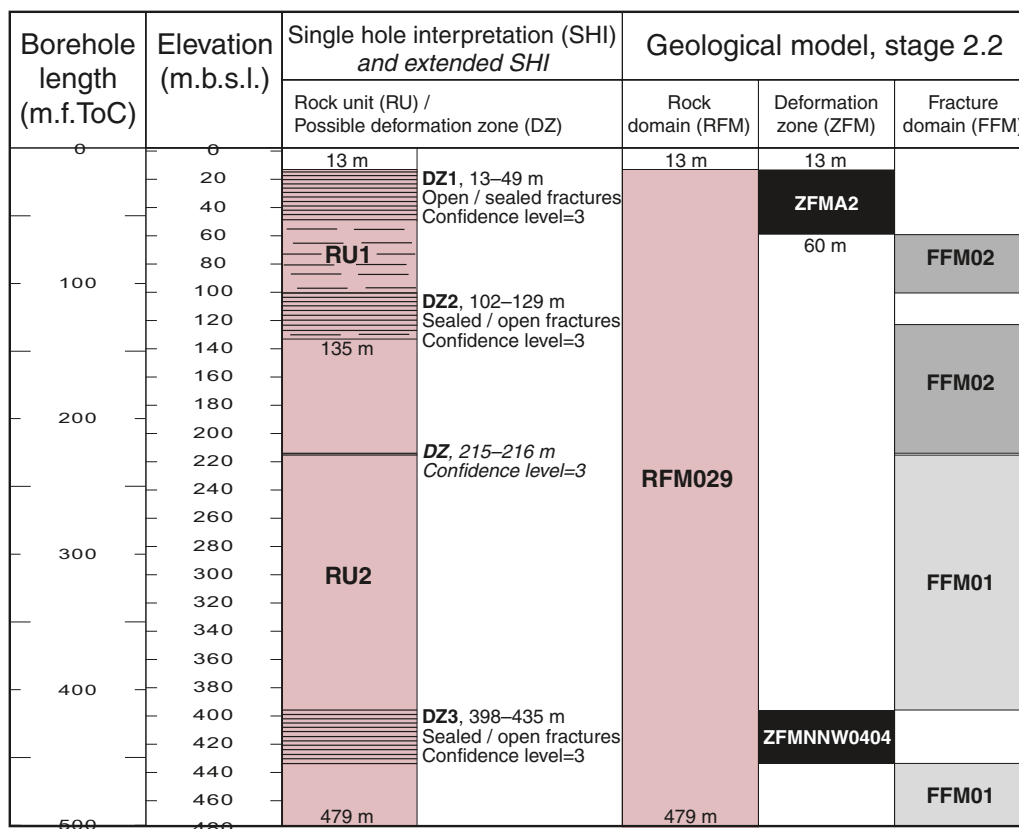 Borehole
length
(m.f.ToC)
Elevation
(m.b.s.l.)
Single hole interpretation (SHI)
and extended SHI
Geological model, stage 2.2
Rock unit (RU) /
Possible deformation zone (DZ)
Rock
domain (RFM)
Deformation
zone (ZFM)
Fracture
domain (FFM)
0
100
200
300
400
500
0
20
40
60
80
100
120
140
160
180
200
220
240
260
280
300
320
340
360
380
400
420
440
460
480
13 m
RU1
135 m
RU2
479 m
DZ1, 13–49 m
Open / sealed fractures
Confidence level=3
DZ2, 102–129 m
Sealed / open fractures
Confidence level=3
DZ, 215–216 m
Confidence level=3
DZ3, 398–435 m
Sealed / open fractures
Confidence level=3
13 m
RFM029
479 m
13 m
ZFMA2
60 m
ZFMNNW0404
FFM02
FFM02
FFM01
FFM01